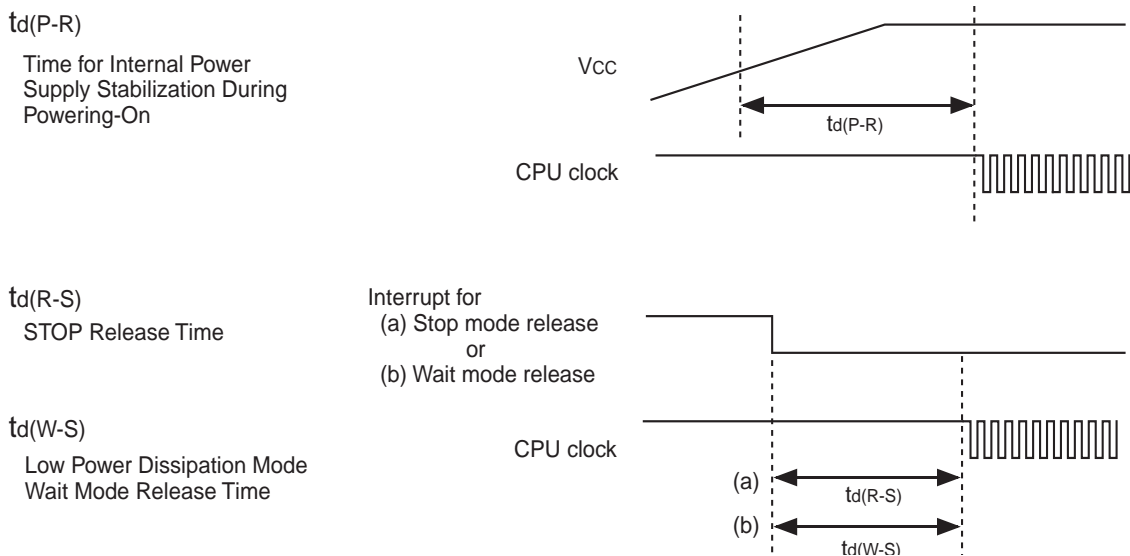 td(P-R)
Time for Internal Power
Supply Stabilization During
Powering-On
VCC
td(P-R)
CPU clock
td(R-S)
STOP Release Time
Interrupt for
(a) Stop mode release
or
(b) Wait mode release
td(W-S)
Low Power Dissipation Mode
Wait Mode Release Time
CPU clock
(a)
td(R-S)
(b)
td(W-S)